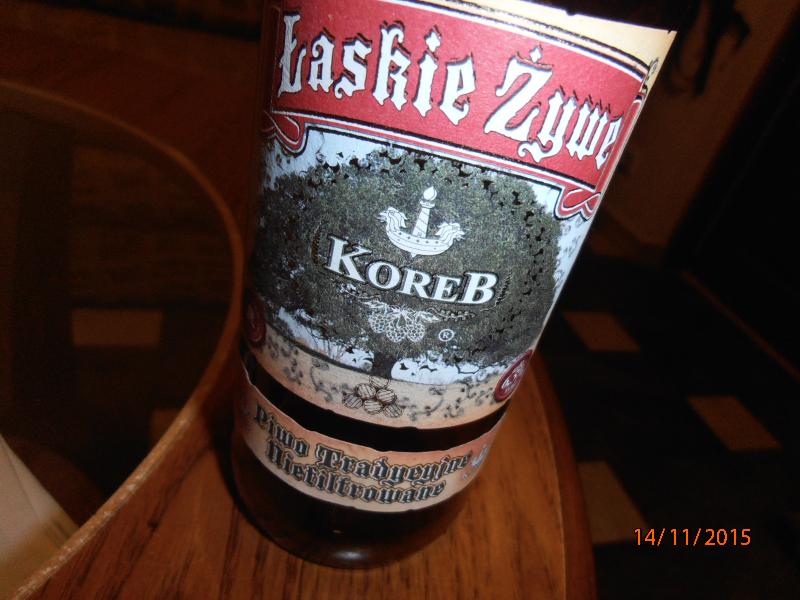 Łaskie Żywe
KOREB
®
Piwo Tradycyjne
Niefiltrowane
14/11/2015